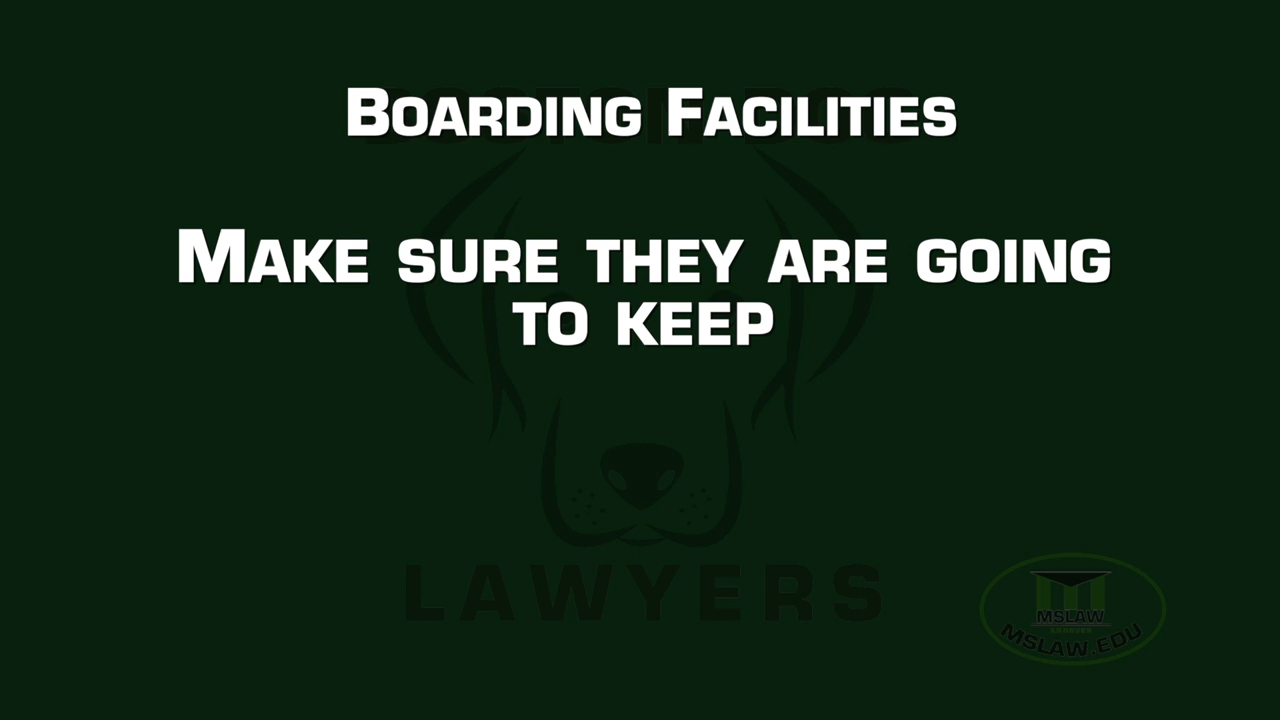 Boarding Facilities
Make sure they are going
to keep
LAWYERS
MSLAW
MSLAW.EDU